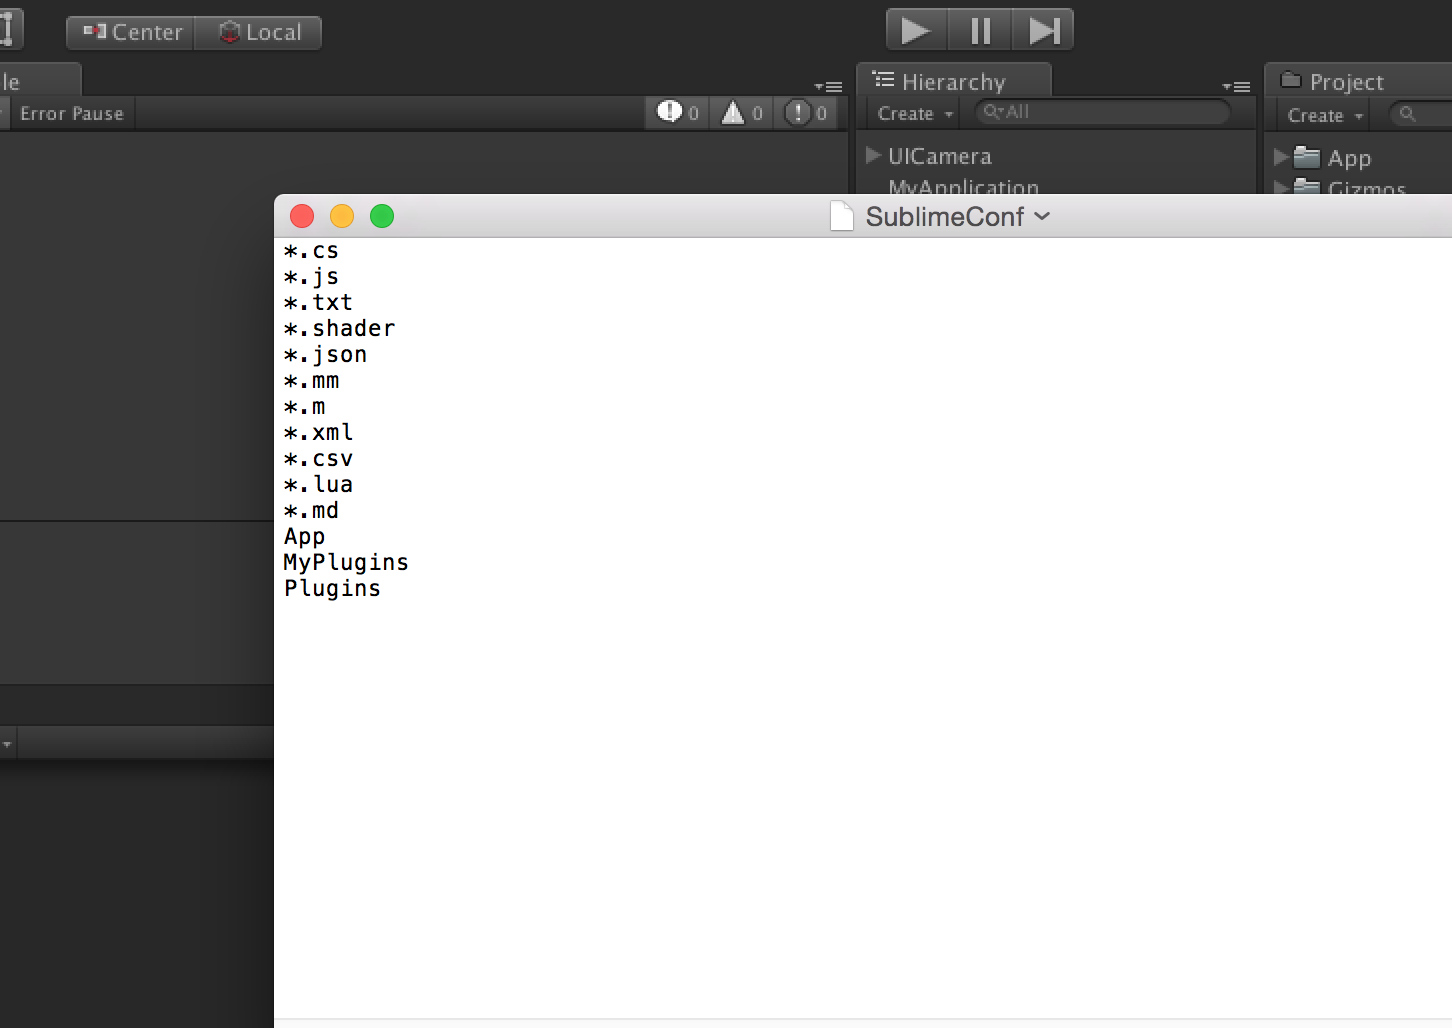 Center
Local
le
Error Pause
0
0
0
Hierarchy
Create
All
UICamera
MyApplication
Project
Create
App
Gizmos
SublimeConf
*.cs
*.js
*.txt
*.shader
*.json
*.mm
*.m
*.xml
*.csv
*.lua
*.md
App
MyPlugins
Plugins